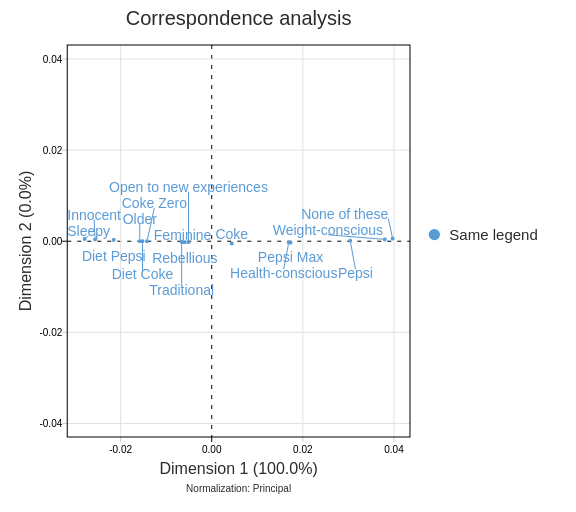 Correspondence analysis
0.04
0.02
0.00
-0.02
-0.04
Dimension 2 (0.0%)
Open to new experiences
Coke Zero
Innocent
Older
None of these
Sleepy
Feminine
Coke
Weight-conscious
Diet Pepsi
Rebellious
Pepsi Max
Diet Coke
Health-conscious
Pepsi
Traditional
Same legend
-0.02
0.00
0.02
0.04
Dimension 1 (100.0%)
Normalization: Principal